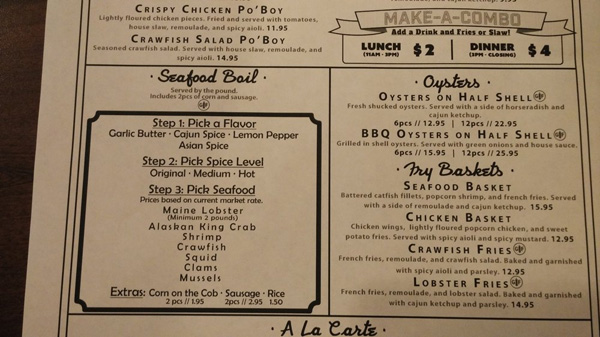 Crispy Chicken Po'Boy
Lightly floured chicken pieces. Fried and served with tomatoes,
house slaw, remoulade, and spicy aioli. 11.95
Crawfish Salad Po'Boy
Seasoned crawfish salad. Served with house slaw, remoulade, and
spicy aioli. 14.95
MAKE-A-COMBO
Add a Drink and Fries or Slaw!
LUNCH
(11AM - 3PM)
$2
DINNER
(3PM - CLOSING)
$4
· Seafood Boil ·
Served by the pound.
Includes 2pcs of corn and sausage.
Step 1: Pick a Flavor
Garlic Butter · Cajun Spice · Lemon Pepper
Asian Spice
Step 2: Pick Spice Level
Original · Medium · Hot
Step 3: Pick Seafood
Prices based on current market rate.
Maine Lobster
(Minimum 2 pounds)
Alaskan King Crab
Shrimp
Crawfish
Squid
Clams
Mussels
Extras: Corn on the Cob · Sausage · Rice
2 pcs // 1.95 2pcs // 2.95 1.50
· Oysters ·
Oysters on Half Shell
Fresh shucked oysters. Served with a side of horseradish and
cajun ketchup.
6pcs // 12.95 | 12pcs // 22.95
BBQ Oysters on Half Shell
Grilled in shell oysters. Served with green onions and house sauce.
6pcs // 15.95 | 12pcs // 25.95
· Fry Baskets ·
Seafood Basket
Battered catfish fillets, popcorn shrimp, and french fries. Served
with a side of remoulade and cajun ketchup. 15.95
Chicken Basket
Chicken wings, lightly floured popcorn chicken, and sweet
potato fries. Served with spicy aioli and spicy mustard. 12.95
Crawfish Fries
French fries, remoulade, and crawfish salad. Baked and garnished
with spicy aioli and parsley. 12.95
Lobster Fries
French fries, remoulade, and lobster salad. Baked and garnished
with cajun ketchup and parsley. 14.95
· A La Carte ·